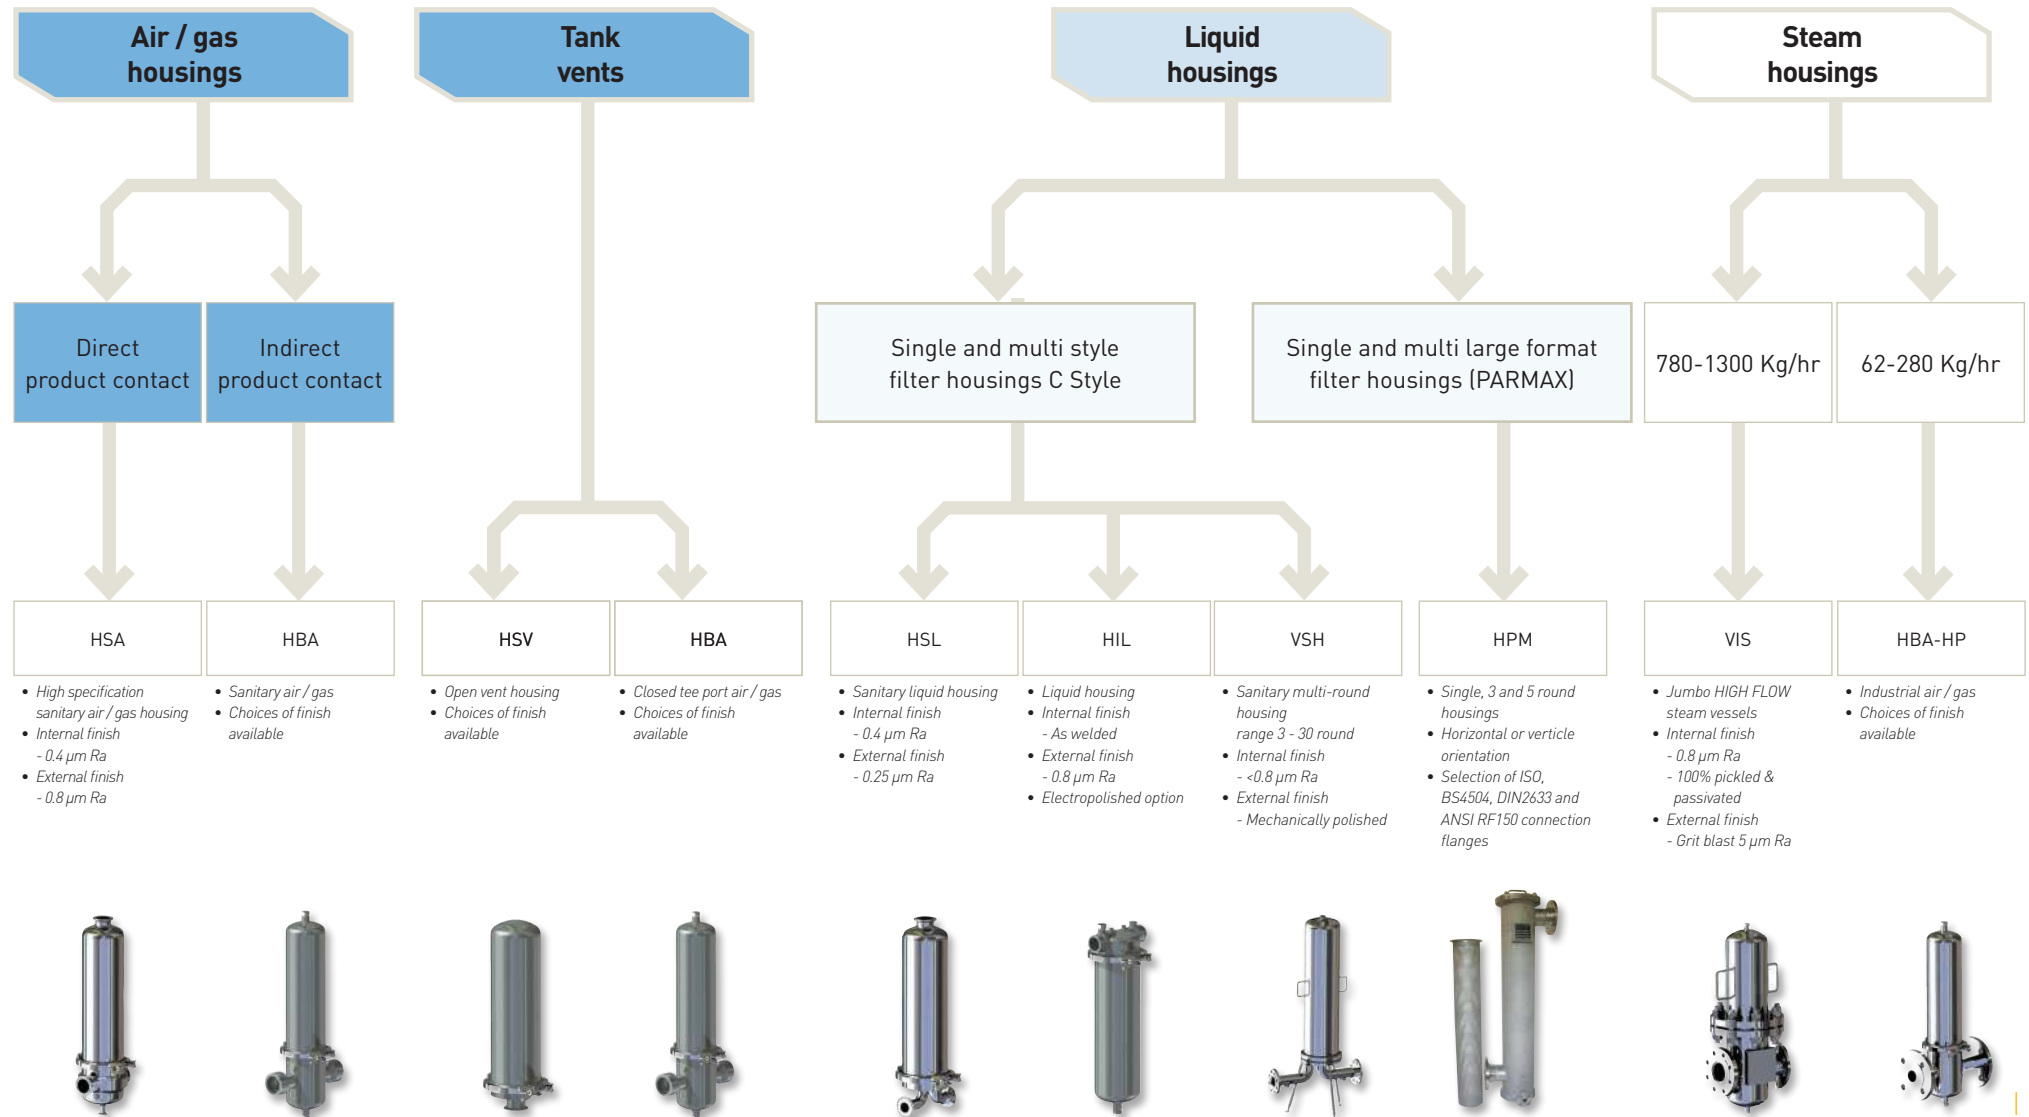 Air / gas
housings
Tank
vents
Liquid
housings
Steam
housings
Direct
product contact
Indirect
product contact
Single and multi style
filter housings C Style
Single and multi large format
filter housings (PARMAX)
780-1300 Kg/hr
62-280 Kg/hr
HSA
• High specification
sanitary air / gas housing
• Internal finish
- 0.4 µm Ra
• External finish
- 0.8 µm Ra
HBA
• Sanitary air / gas
• Choices of finish
available
HSV
• Open vent housing
• Choices of finish
available
HBA
• Closed tee port air / gas
• Choices of finish
available
HSL
• Sanitary liquid housing
• Internal finish
- 0.4 µm Ra
• External finish
- 0.25 µm Ra
HIL
• Liquid housing
• Internal finish
- As welded
• External finish
- 0.8 µm Ra
• Electropolished option
VSH
• Sanitary multi-round
housing
range 3 - 30 round
• Internal finish
- <0.8 µm Ra
• External finish
- Mechanically polished
HPM
• Single, 3 and 5 round
housings
• Horizontal or verticle
orientation
• Selection of ISO,
BS4504, DIN2633 and
ANSI RF150 connection
flanges
VIS
• Jumbo HIGH FLOW
steam vessels
• Internal finish
- 0.8 µm Ra
- 100% pickled &
passivated
• External finish
- Grit blast 5 µm Ra
HBA-HP
• Industrial air / gas
• Choices of finish
available